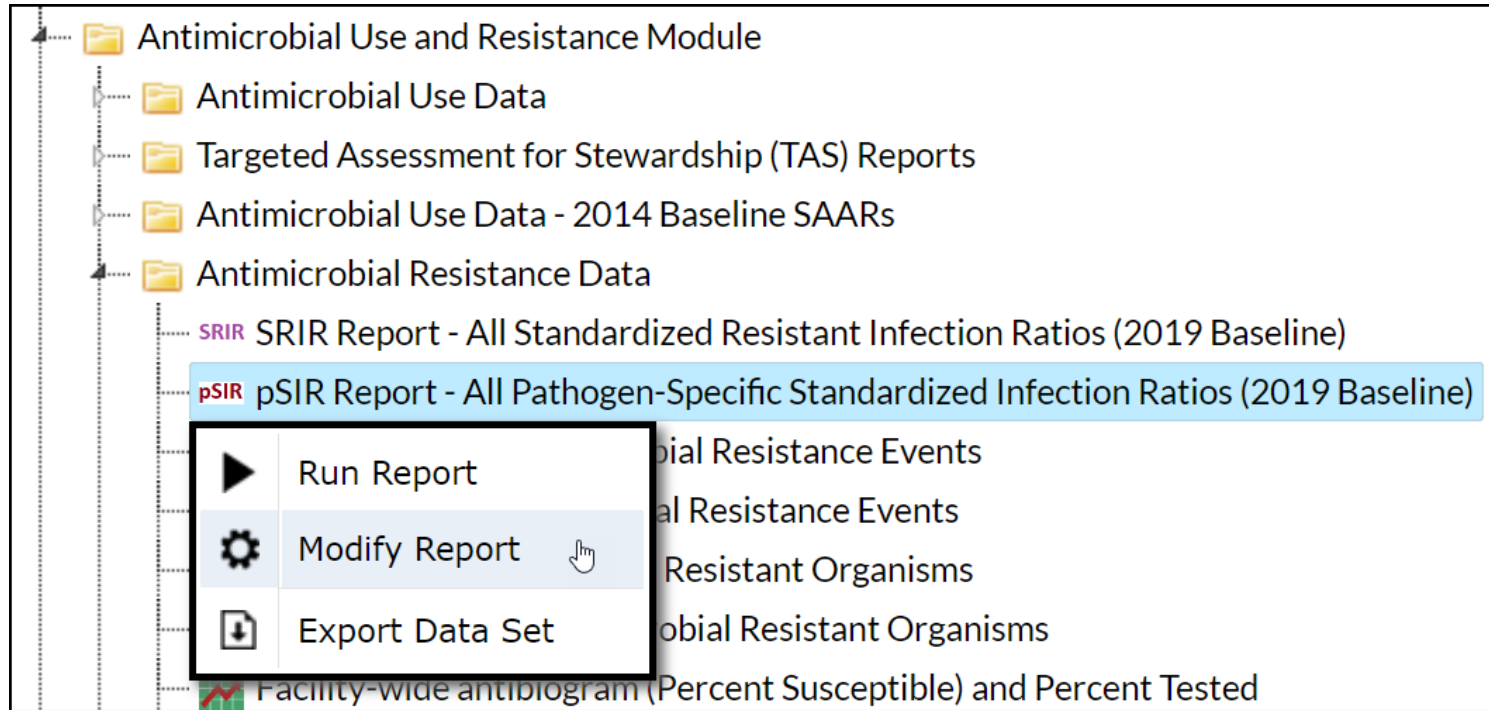 Antimicrobial Use and Resistance Module
Antimicrobial Use Data
Targeted Assessment for Stewardship (TAS) Reports
Antimicrobial Use Data - 2014 Baseline SAARs
Antimicrobial Resistance Data
SRIR SRIR Report - All Standardized Resistant Infection Ratios (2019 Baseline)
pSIR pSIR Report - All Pathogen-Specific Standardized Infection Ratios (2019 Baseline)
Resistance Events
Run Report
Resistance Events
Modify Report
Resistant Organisms
Export Data Set
Resistant Organisms
Facility-wide antibiogram (Percent Susceptible) and Percent Tested